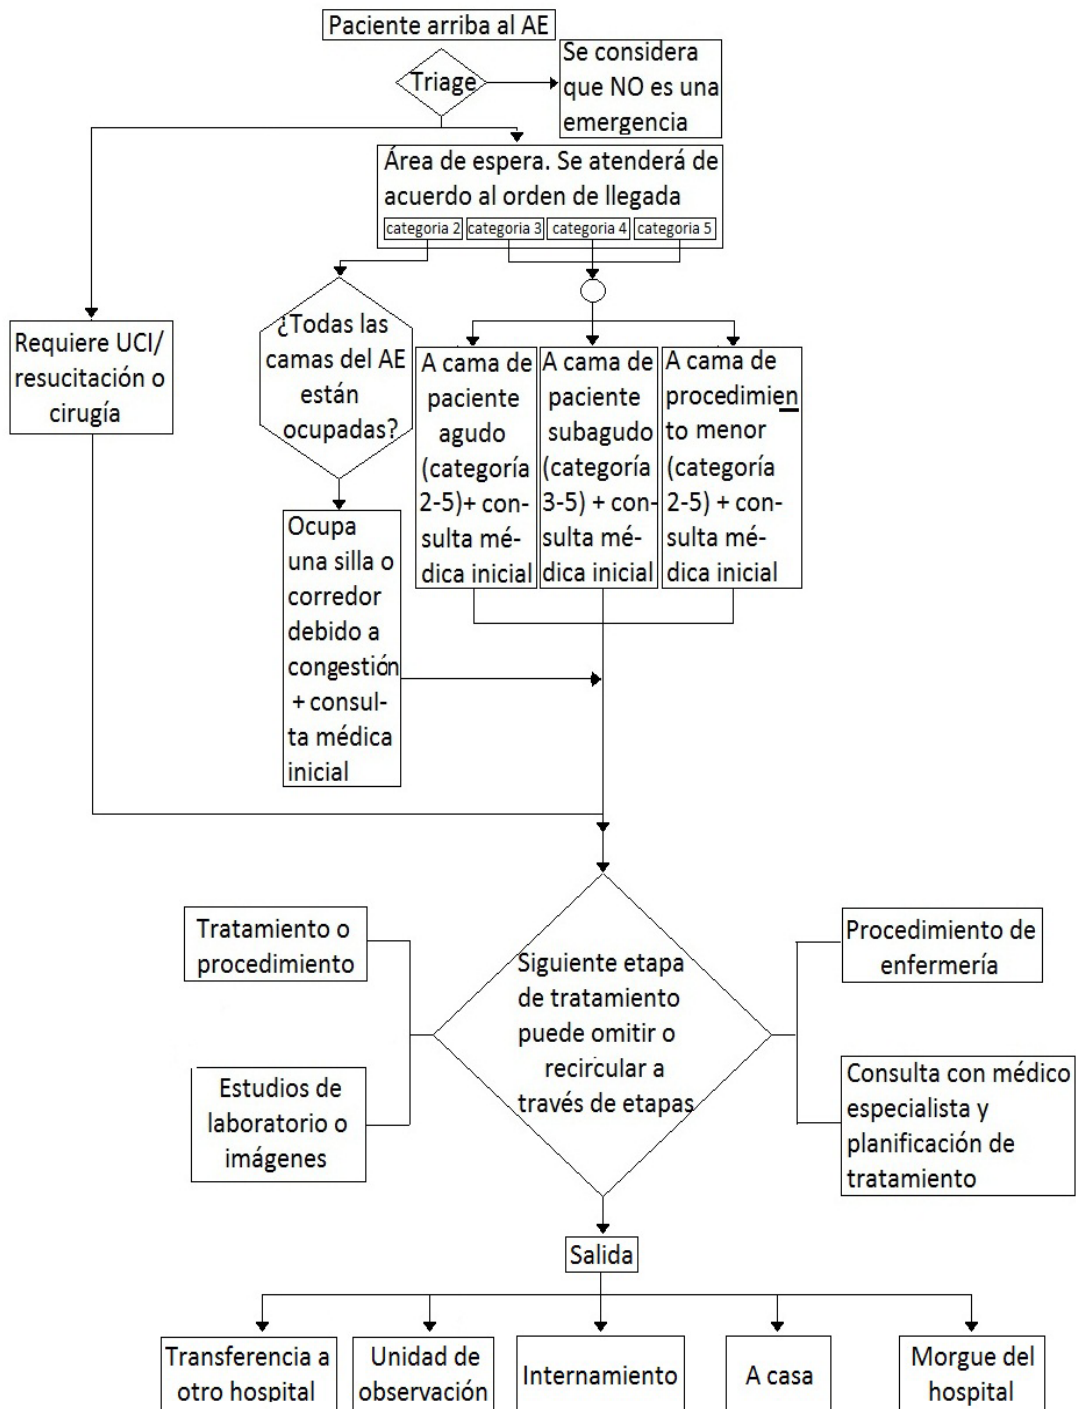 Paciente arriba al AE
Triage
Se considera
que NO es una
emergencia
Área de espera. Se atenderá de
acuerdo al orden de llegada
categoria 2
categoria 3
categoria 4
categoria 5
Requiere UCI/
resucitación o
cirugía
¿Todas las
camas del AE
están
ocupadas?
A cama de
paciente
agudo
(categoría
2-5)+ con-
sulta mé-
dica inicial
A cama de
paciente
subagudo
(categoría
3-5) + con-
sulta mé-
dica inicial
A cama de
procedimien
to menor
(categoría
2-5) + con-
sulta mé-
dica inicial
Ocupa
una silla o
corredor
debido a
congestión
+ consul-
ta médica
inicial
Tratamiento o
procedimiento
Estudios de
laboratorio o
imágenes
Siguiente etapa
de tratamiento
puede omitir o
recircular a
través de etapas
Procedimiento de
enfermería
Consulta con médico
especialista y
planificación de
tratamiento
Salida
Transferencia a
otro hospital
Unidad de
observación
Internamiento
A casa
Morgue del
hospital